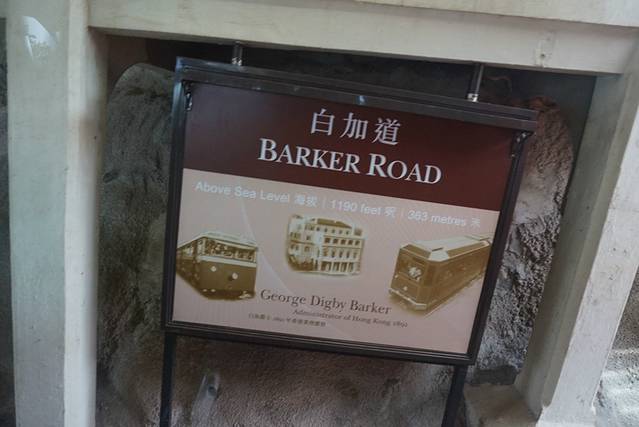 白加道
BARKER ROAD
Above Sea Level 海拔 | 1190 feet 呎 | 363 metres 米
George Digby Barker
Administrator of Hong Kong 1891